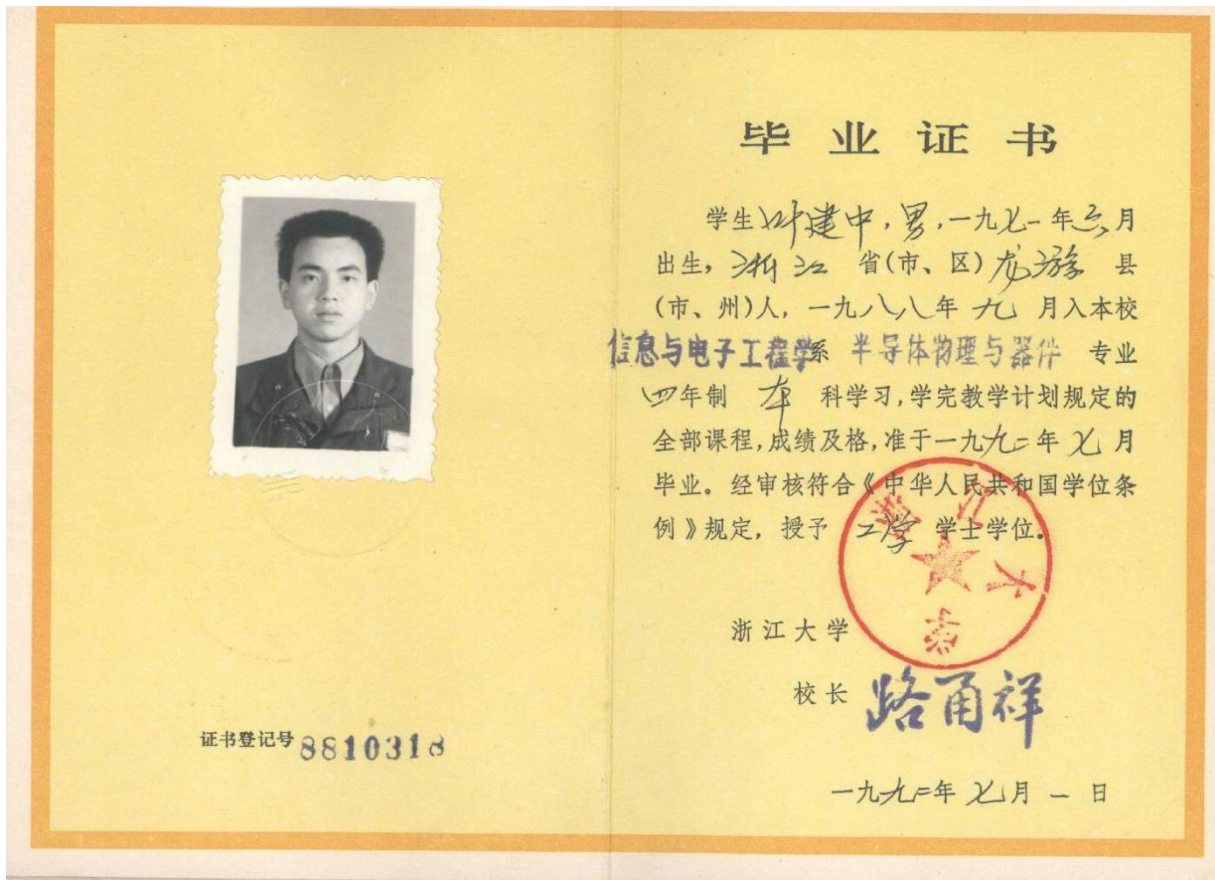 毕业证书
学生叶建中,男,一九七一年六月
出生,浙江 省(市、区)龙游 县
(市、州)人,一九八八年 九 月入本校
信息与电子工程学系 半导体物理与器件 专业
四年制 本 科学习,学完教学计划规定的
全部课程,成绩及格,准于一九九二年 七 月
毕业。经审核符合《中华人民共和国学位条
例》规定,授予 工学 学士学位。
浙江大学
浙江大学
校长 路甬祥
一九九二年 七月 一 日
证书登记号 8810318